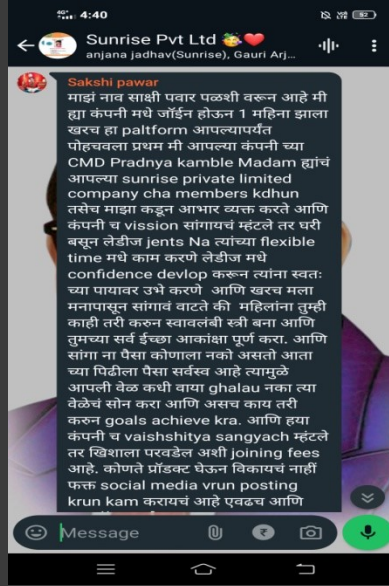 4:40
52
Sunrise Pvt Ltd
anjana jadhav(Sunrise), Gauri Arj...
Sakshi pawar
माझं नाव साक्षी पवार पळशी वरून आहे मी
ह्या कंपनी मधे जॉईन होऊन 1 महिना झाला
खरच हा paltform आपल्यापर्यंत
पोहचवला प्रथम मी आपल्या कंपनी च्या
CMD Pradnya kamble Madam ह्यांचं
आपल्या sunrise private limited
company cha members kdhun
तसेच माझा कडून आभार व्यक्त करते आणि
कंपनी च vission सांगायचं म्हंटले तर घरी
बसून लेडीज jents Na त्यांच्या flexible
time मधे काम करणे लेडीज मधे
confidence devlop करून त्यांना स्वतः
च्या पायावर उभे करणे आणि खरच मला
मनापासून सांगावं वाटते की महिलांना तुम्ही
काही तरी करुन स्वावलंबी स्त्री बना आणि
तुमच्या सर्व ईच्छा आकांक्षा पूर्ण करा. आणि
सांगा ना पैसा कोणाला नको असतो आता
च्या पिढीला पैसा सर्वस्व आहे त्यामुळे
आपली वेळ कधी वाया ghalau नका त्या
वेळेचं सोन करा आणि असच काय तरी
करुन goals achieve kra. आणि हया
कंपनी च vaishshitya sangyach म्हंटले
तर खिशाला परवडेल अशी joining fees
आहे. कोणते प्रॉडक्ट घेऊन विकायचं नाहीं
फक्त social media vrun posting
krun kam करायचं आहे एवढच आणि
Message